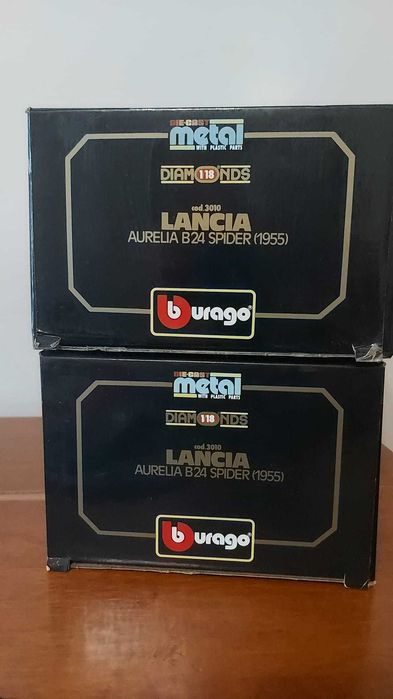 DIE-CAST
metal
WITH PLASTIC PARTS
DIAMONDS
1:18
cod.3010
LANCIA
AURELIA B24 SPIDER (1955)
burago
DIE-CAST
metal
WITH PLASTIC PARTS
DIAMONDS
1:18
cod.3010
LANCIA
AURELIA B24 SPIDER (1955)
burago